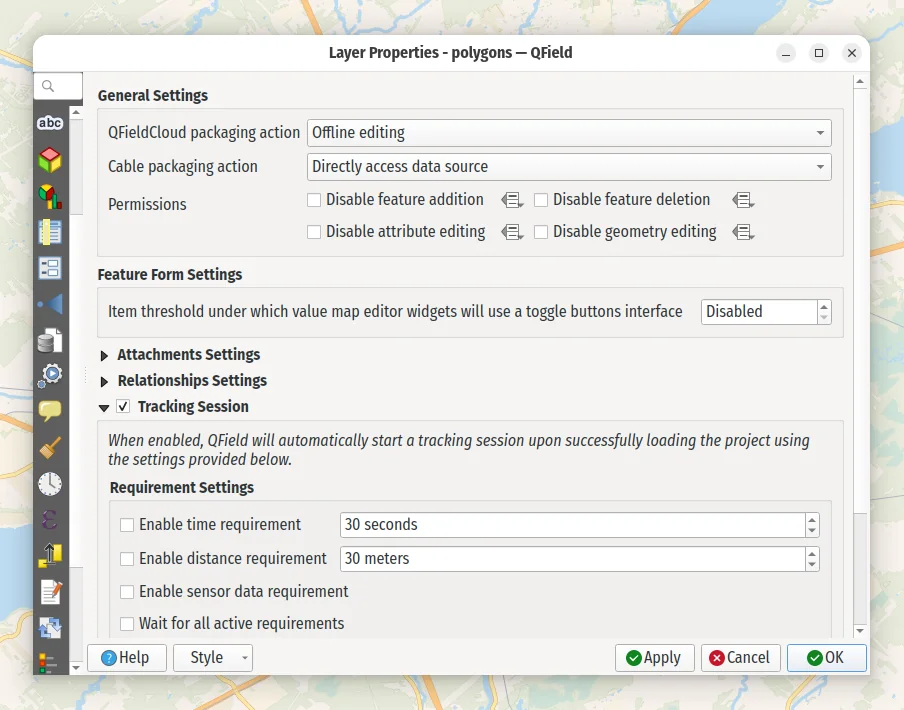 Layer Properties - polygons — QField
abc
General Settings
QFieldCloud packaging action Offline editing
Cable packaging action Directly access data source
Permissions
Disable feature addition Disable feature deletion
Disable attribute editing Disable geometry editing
Feature Form Settings
Item threshold under which value map editor widgets will use a toggle buttons interface Disabled
Attachments Settings
Relationships Settings
Tracking Session
When enabled, QField will automatically start a tracking session upon successfully loading the project using
the settings provided below.
Requirement Settings
Enable time requirement 30 seconds
Enable distance requirement 30 meters
Enable sensor data requirement
Wait for all active requirements
? Help Style Apply Cancel OK